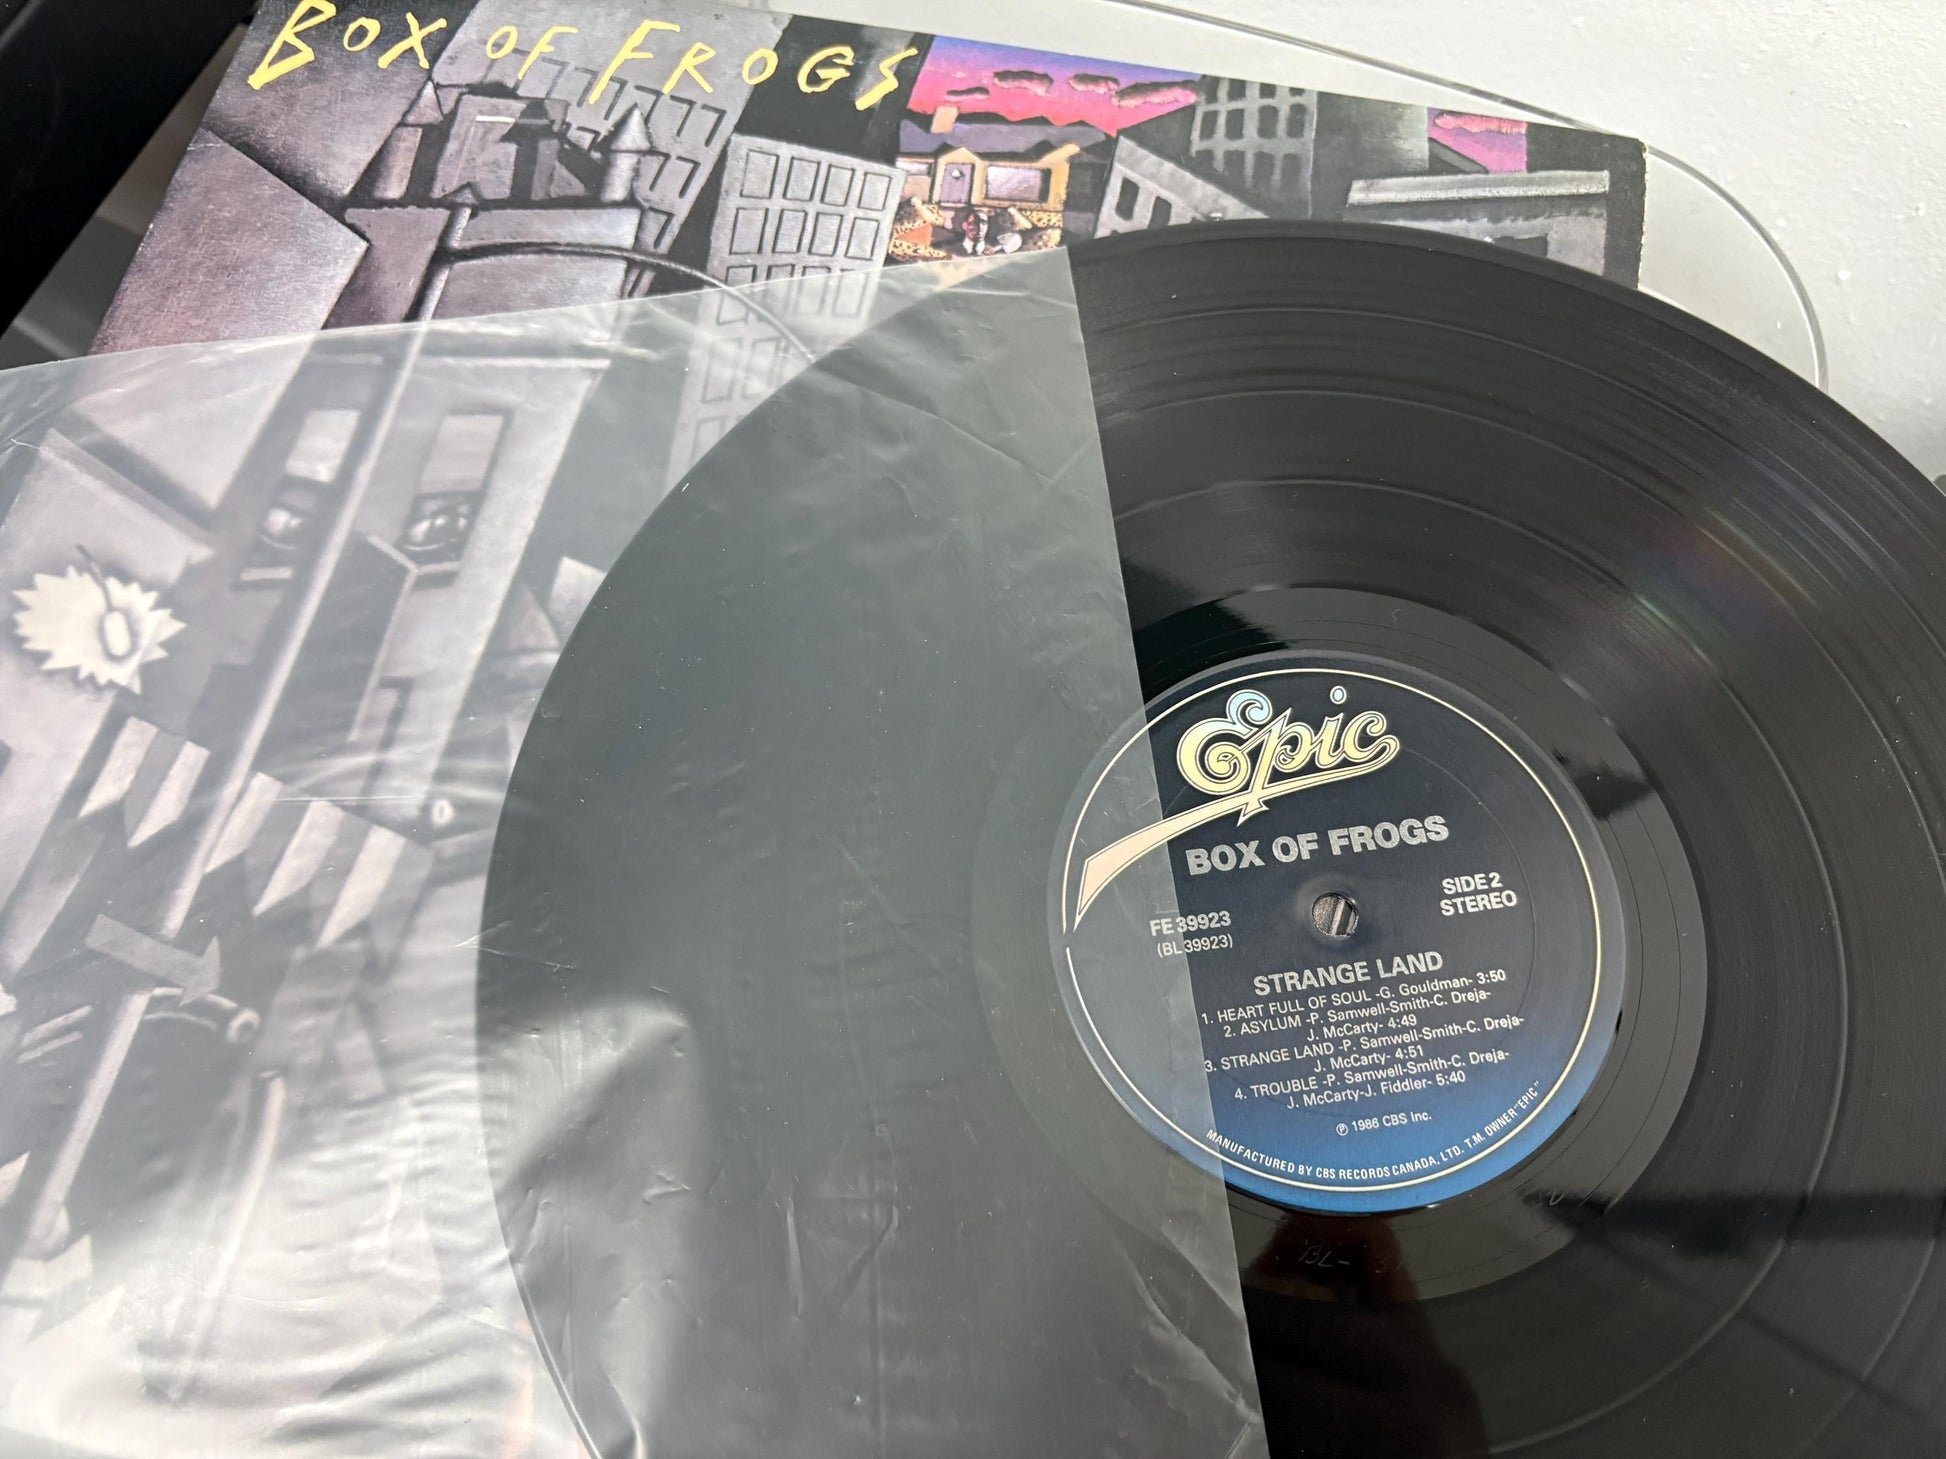 BOX OF FROGS
Epic
BOX OF FROGS
SIDE 2
STEREO
FE 39923
(BL 39923)
STRANGE LAND
1. HEART FULL OF SOUL -G. Gouldman- 3:50
2. ASYLUM -P. Samwell-Smith-C. Dreja-
J. McCarty- 4:49
3. STRANGE LAND -P. Samwell-Smith-C. Dreja-
J. McCarty- 4:51
4. TROUBLE -P. Samwell-Smith-C. Dreja-
J. McCarty-J. Fiddler- 5:40
℗ 1986 CBS Inc.
MANUFACTURED BY CBS RECORDS CANADA, LTD. T.M. OWNER "EPIC"
BL-